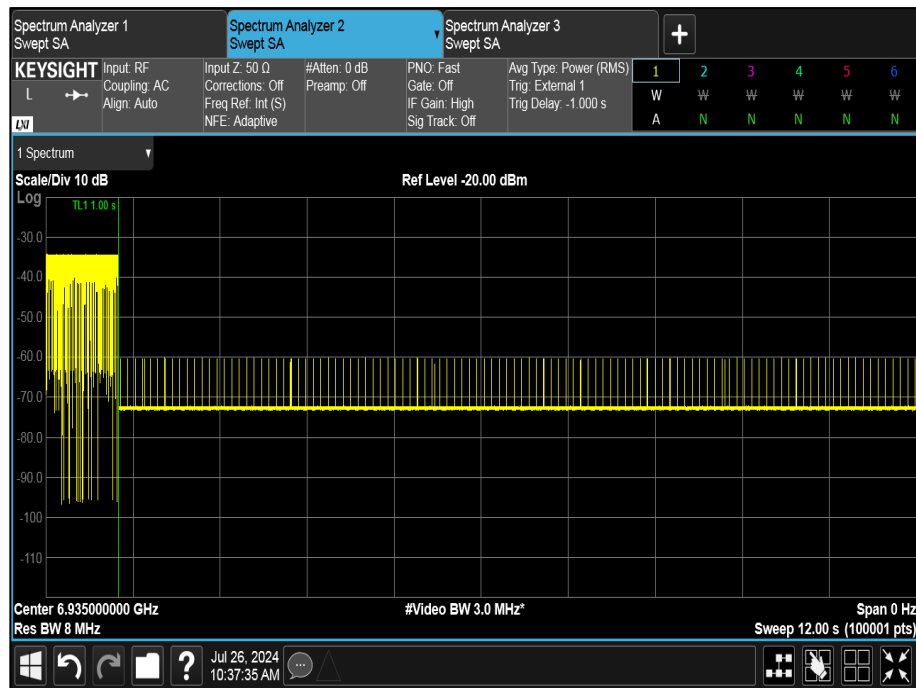 Spectrum Analyzer 1
Swept SA
Spectrum Analyzer 2
Swept SA
Spectrum Analyzer 3
Swept SA
+
KEYSIGHT
L
LXI
Input: RF
Coupling: AC
Align: Auto
Input Z: 50 Ω
Corrections: Off
Freq Ref: Int (S)
NFE: Adaptive
#Atten: 0 dB
Preamp: Off
PNO: Fast
Gate: Off
IF Gain: High
Sig Track: Off
Avg Type: Power (RMS)
Trig: External 1
Trig Delay: -1.000 s
1 2 3 4 5 6
W W W W W W
A N N N N N
1 Spectrum
Scale/Div 10 dB
Ref Level -20.00 dBm
Log
TL1 1.00 s
-30.0
-40.0
-50.0
-60.0
-70.0
-80.0
-90.0
-100
-110
Center 6.935000000 GHz
#Video BW 3.0 MHz*
Span 0 Hz
Res BW 8 MHz
Sweep 12.00 s (100001 pts)
?
Jul 26, 2024
10:37:35 AM